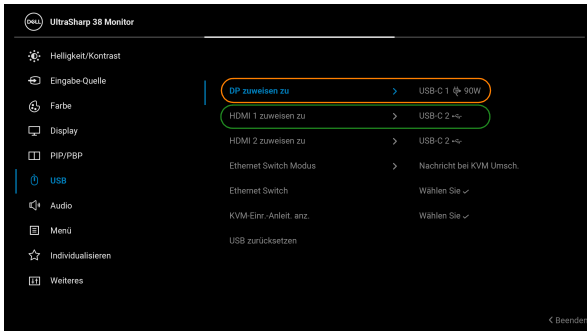 DELL UltraSharp 38 Monitor
Helligkeit/Kontrast
Eingabe-Quelle
Farbe
Display
PIP/PBP
USB
Audio
Menü
Individualisieren
Weiteres
DP zuweisen zu > USB-C 1 90W
HDMI 1 zuweisen zu > USB-C 2
HDMI 2 zuweisen zu > USB-C 2
Ethernet Switch Modus > Nachricht bei KVM Umsch.
Ethernet Switch Wählen Sie
KVM-Einr.-Anleit. anz. Wählen Sie
USB zurücksetzen
< Beenden